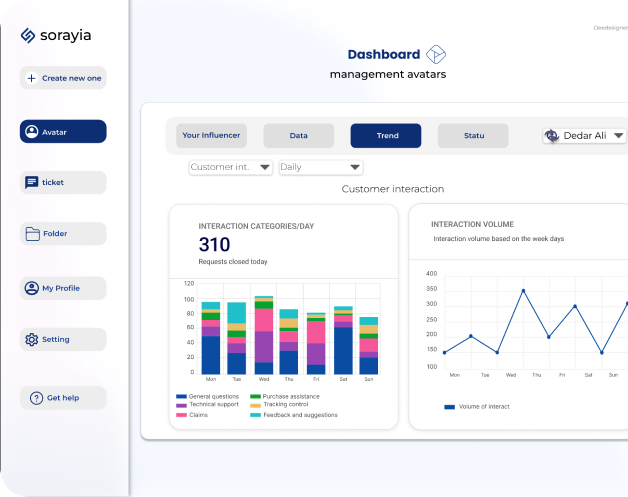 sorayia
Deedesigner
Dashboard
management avatars
Create new one
Avatar
ticket
Folder
My Profile
Setting
Get help
Your Influencer
Data
Trend
Statu
Dedar Ali
Customer int.
Daily
Customer interaction
INTERACTION CATEGORIES/DAY
310
Requests closed today
120
100
80
60
40
20
0
Mon Tue Wed Thu Fri Sat Sun
General questions
Technical support
Claims
Purchase assistance
Tracking control
Feedback and suggestions
INTERACTION VOLUME
Interaction volume based on the week days
400
350
300
250
200
150
100
Mon Tue Wed Thu Fri Sat Sun
Volume of interact